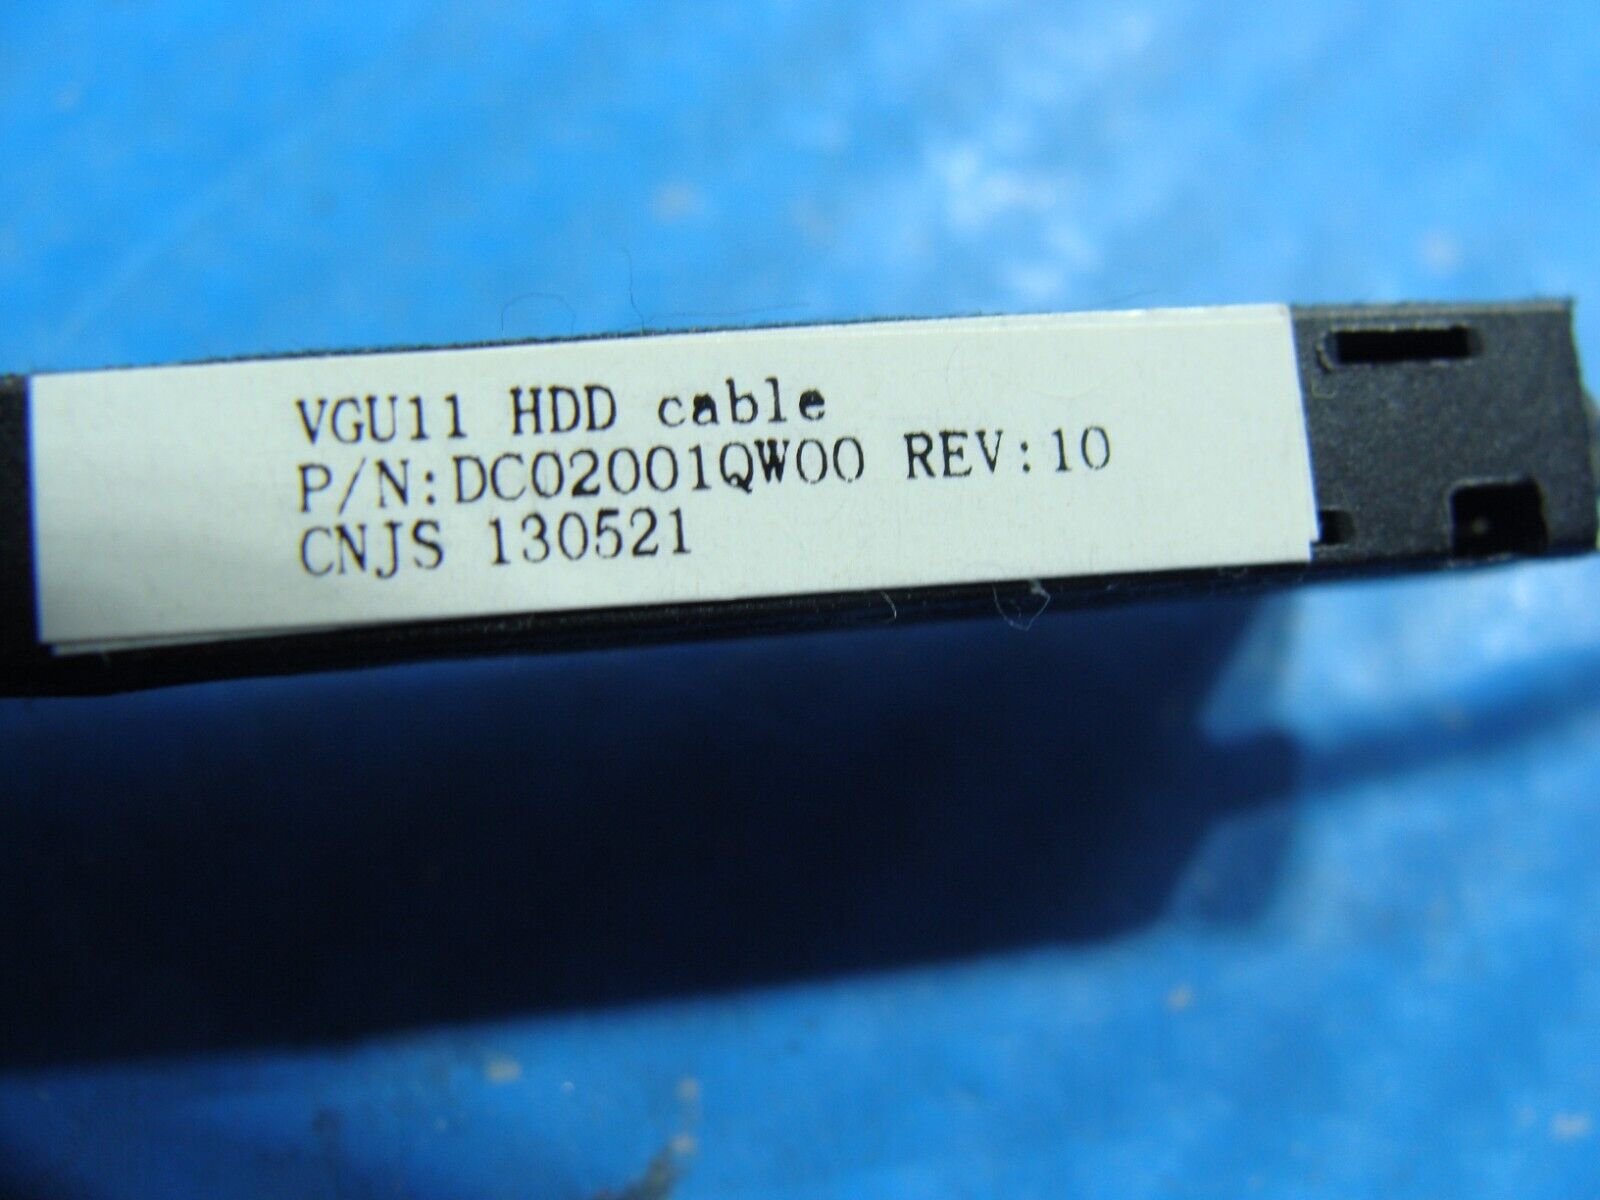 VGU11 HDD cable
P/N:DC02001QW00 REV:10
CNJS 130521